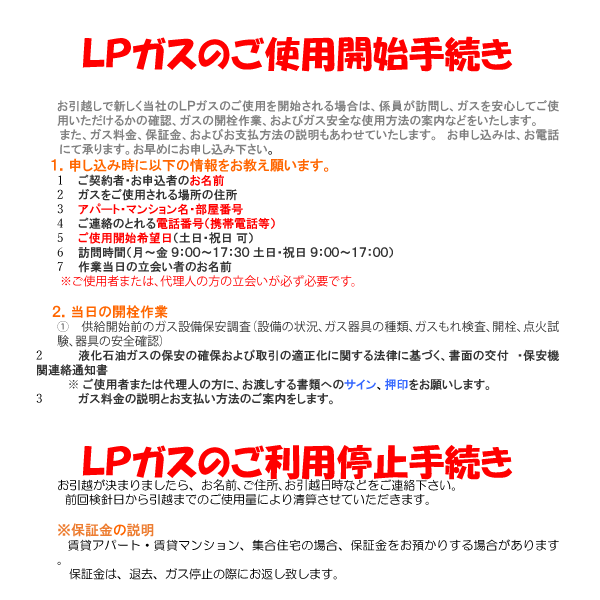 LPガスのご使用開始手続き
お引越しで新しく当社のLPガスのご使用を開始される場合は、係員が訪問し、ガスを安心してご使
用いただけるかの確認、ガスの開栓作業、およびガス安全な使用方法の案内などをいたします。
また、ガス料金、保証金、およびお支払方法の説明もあわせていたします。 お申し込みは、お電話
にて承ります。お早めにお申し込み下さい。
1．申し込み時に以下の情報をお教え願います。
1 ご契約者・お申込者のお名前
2 ガスをご使用される場所の住所
3 アパート・マンション名・部屋番号
4 ご連絡のとれる電話番号（携帯電話等）
5 ご使用開始希望日（土日・祝日 可）
6 訪問時間（月～金 9：00～17：30 土日・祝日 9：00～17：00）
7 作業当日の立会い者のお名前
※ご使用者または、代理人の方の立会いが必ず必要です。
2．当日の開栓作業
① 供給開始前のガス設備保安調査（設備の状況、ガス器具の種類、ガスもれ検査、開栓、点火試
験、器具の安全確認）
2 液化石油ガスの保安の確保および取引の適正化に関する法律に基づく、書面の交付 ・保安機
関連絡通知書
※ ご使用者または代理人の方に、お渡しする書類へのサイン、押印をお願いします。
3 ガス料金の説明とお支払い方法のご案内をします。
LPガスのご利用停止手続き
お引越が決まりましたら、お名前、ご住所、お引越日時などをご連絡下さい。
前回検針日から引越までのご使用量により清算させていただきます。
※保証金の説明
賃貸アパート・賃貸マンション、集合住宅の場合、保証金をお預かりする場合があります
。
保証金は、退去、ガス停止の際にお返し致します。